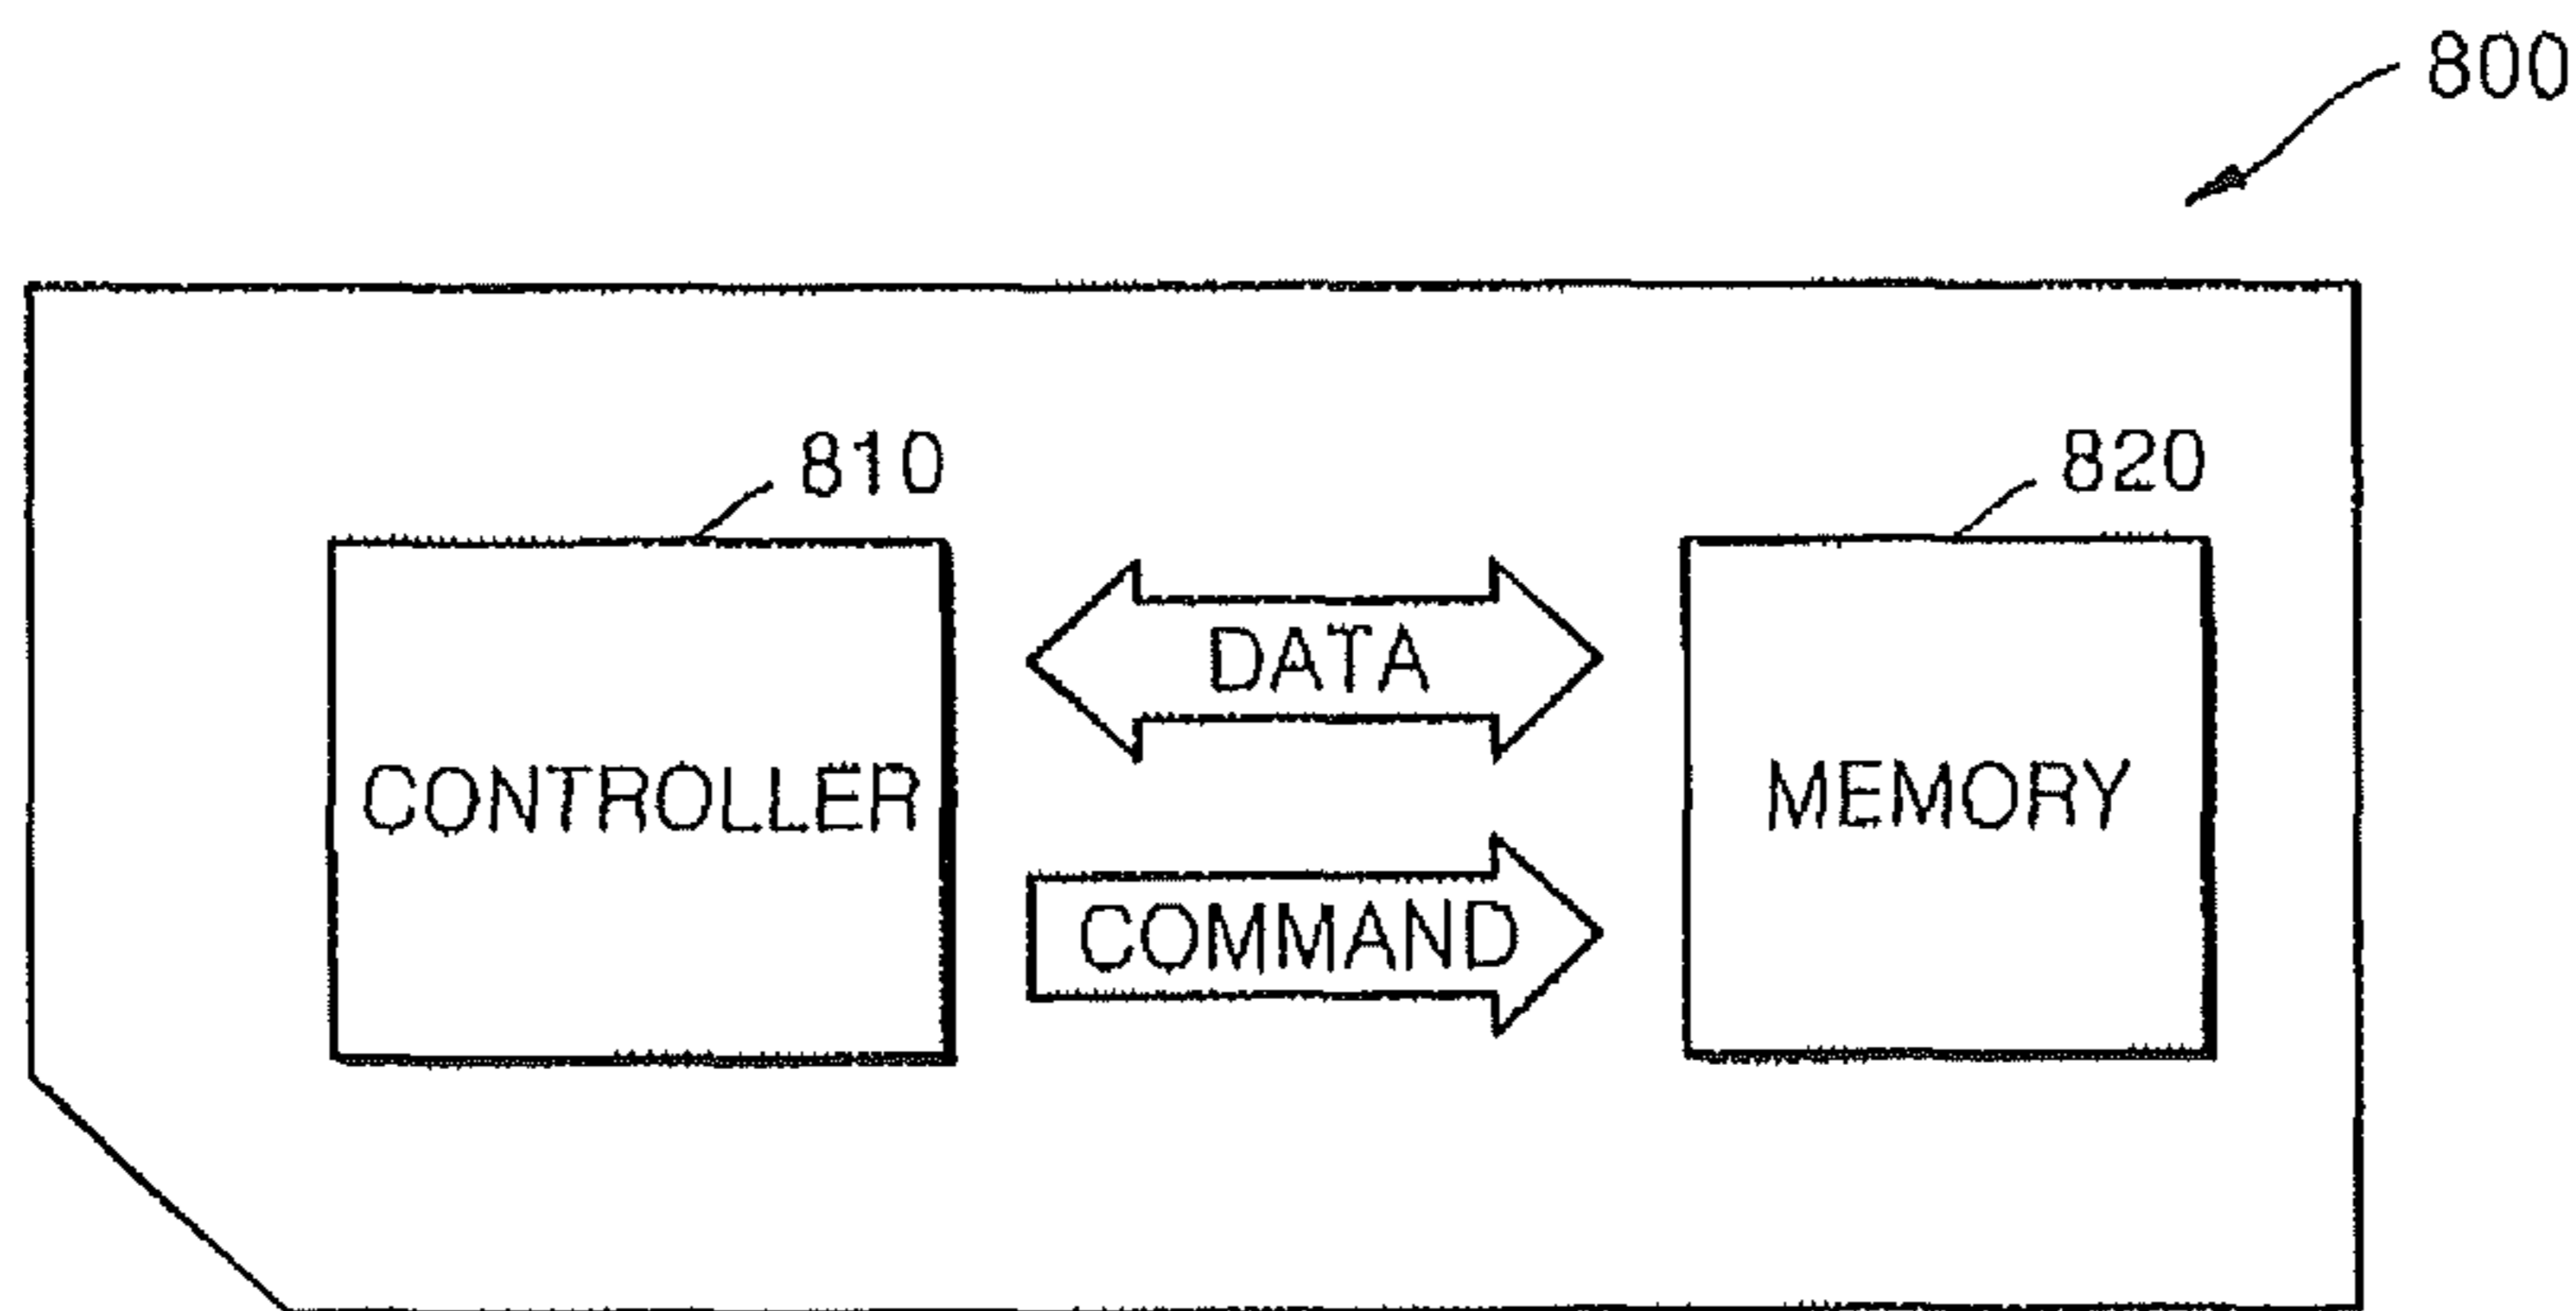 800
810
820
DATA
CONTROLLER
MEMORY
COMMAND